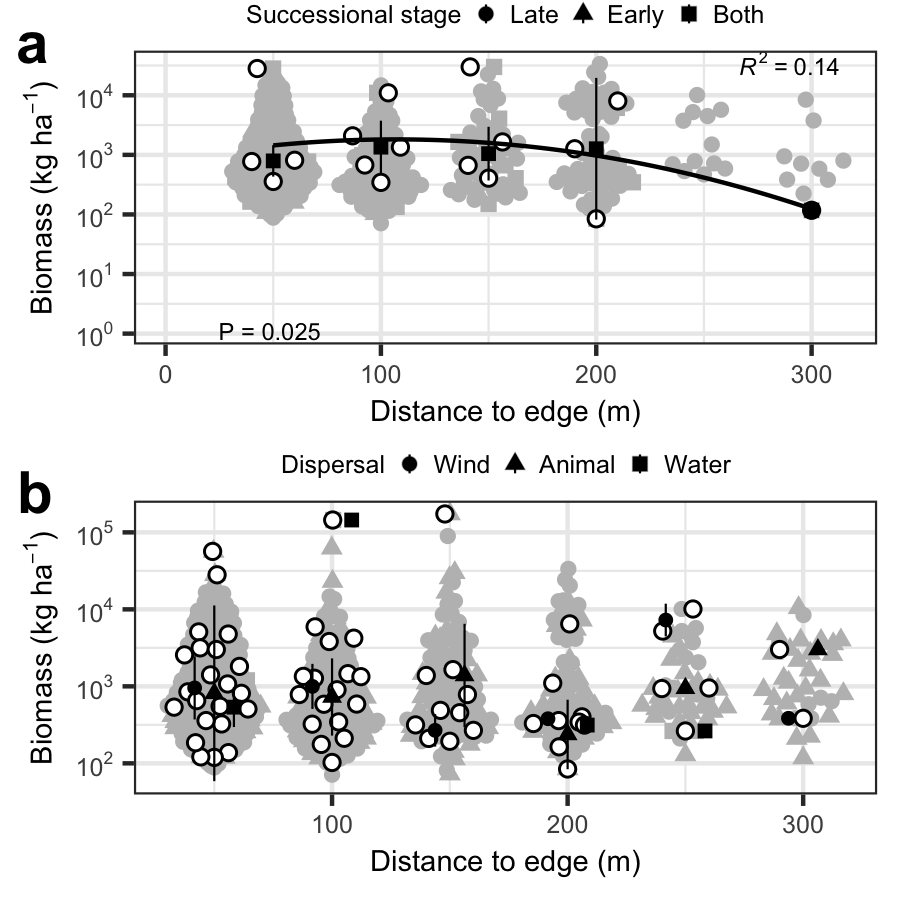 Successional stage Late Early Both
a
R² = 0.14
10⁴
10³
10²
10¹
10⁰
Biomass (kg ha⁻¹)
P = 0.025
0 100 200 300
Distance to edge (m)
Dispersal Wind Animal Water
b
10⁵
10⁴
10³
10²
Biomass (kg ha⁻¹)
100 200 300
Distance to edge (m)